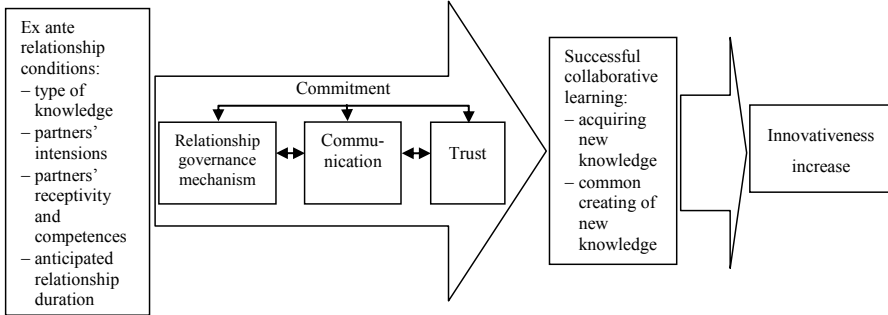 Ex ante
relationship
conditions:
– type of
knowledge
– partners’
intensions
– partners’
receptivity
and
competences
– anticipated
relationship
duration
Commitment
Relationship
governance
mechanism
Commu-
nication
Trust
Successful
collaborative
learning:
– acquiring
new
knowledge
– common
creating of
new
knowledge
Innovativeness
increase